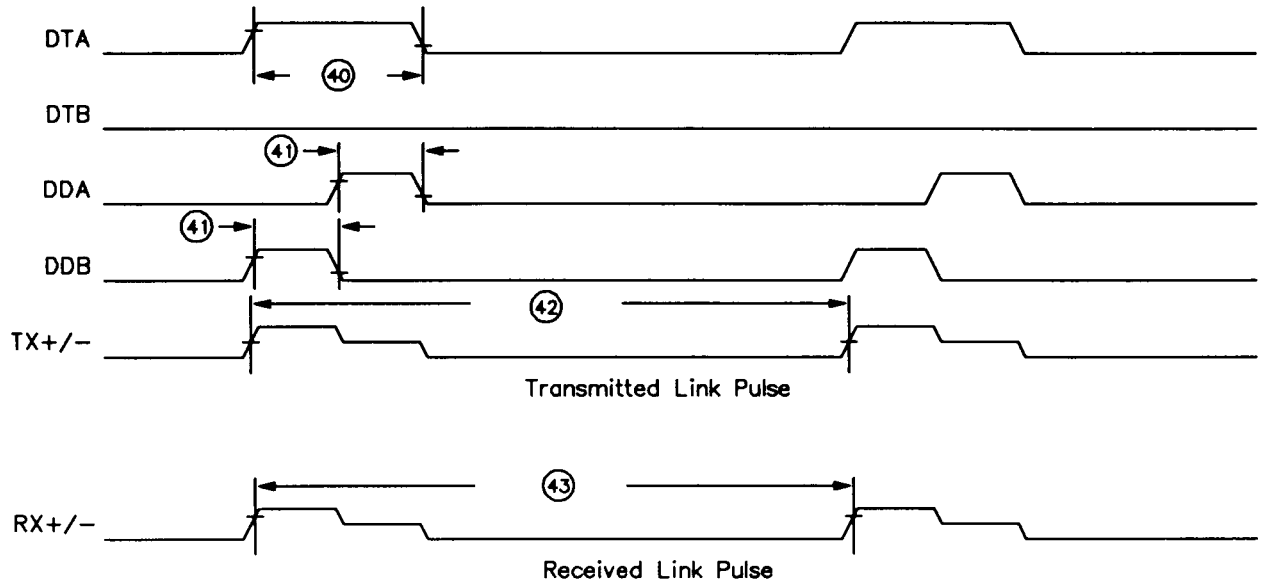 DTA
40
DTB
41
DDA
41
DDB
42
TX+/-
Transmitted Link Pulse
43
RX+/-
Received Link Pulse